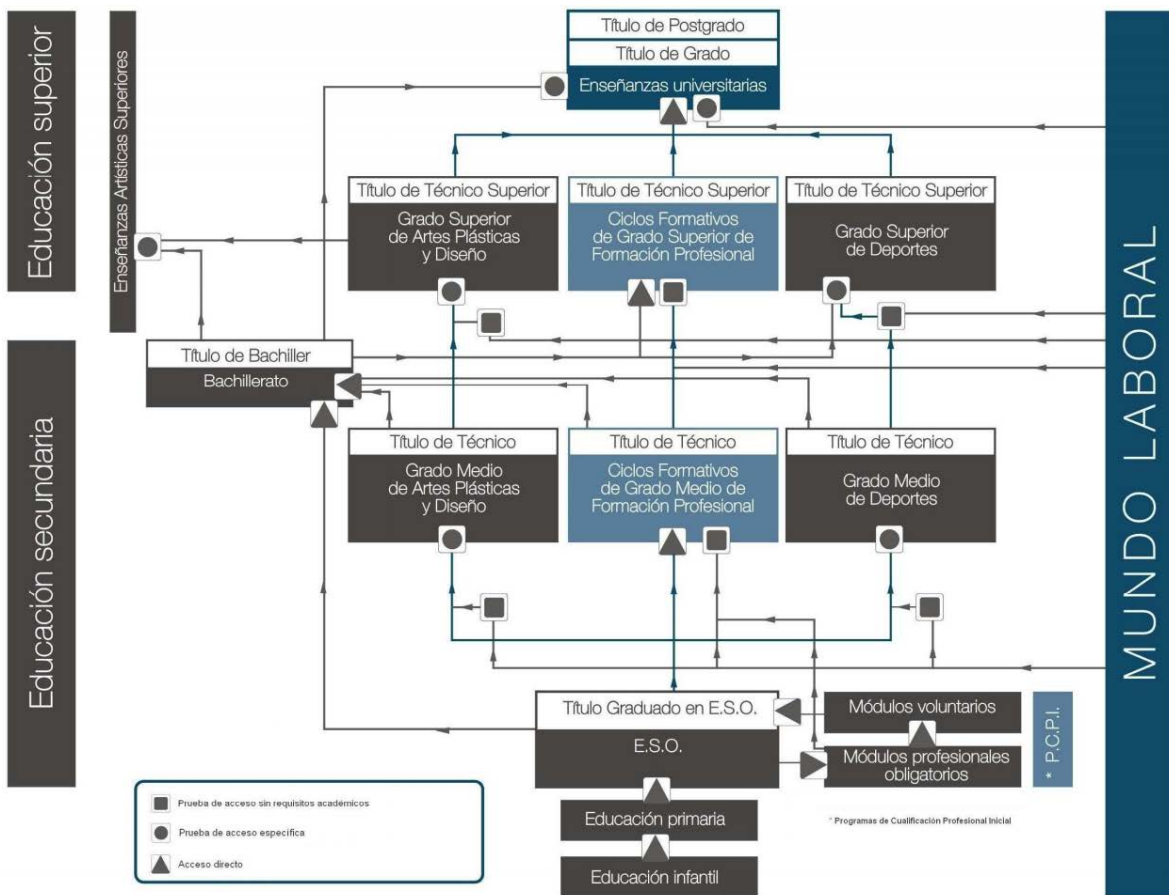 Educación superior
Enseñanzas Artísticas Superiores
Título de Postgrado
Título de Grado
Enseñanzas universitarias
Título de Técnico Superior
Grado Superior
de Artes Plásticas
y Diseño
Título de Técnico Superior
Ciclos Formativos
de Grado Superior de
Formación Profesional
Título de Técnico Superior
Grado Superior
de Deportes
MUNDO LABORAL
Educación secundaria
Título de Bachiller
Bachillerato
Título de Técnico
Grado Medio
de Artes Plásticas
y Diseño
Título de Técnico
Ciclos Formativos
de Grado Medio de
Formación Profesional
Título de Técnico
Grado Medio
de Deportes
Título Graduado en E.S.O.
E.S.O.
Módulos voluntarios
Módulos profesionales
obligatorios
* P.C.P.I.
Educación primaria
Educación infantil
* Programas de Cualificación Profesional Inicial
Prueba de acceso sin requisitos académicos
Prueba de acceso específica
Acceso directo